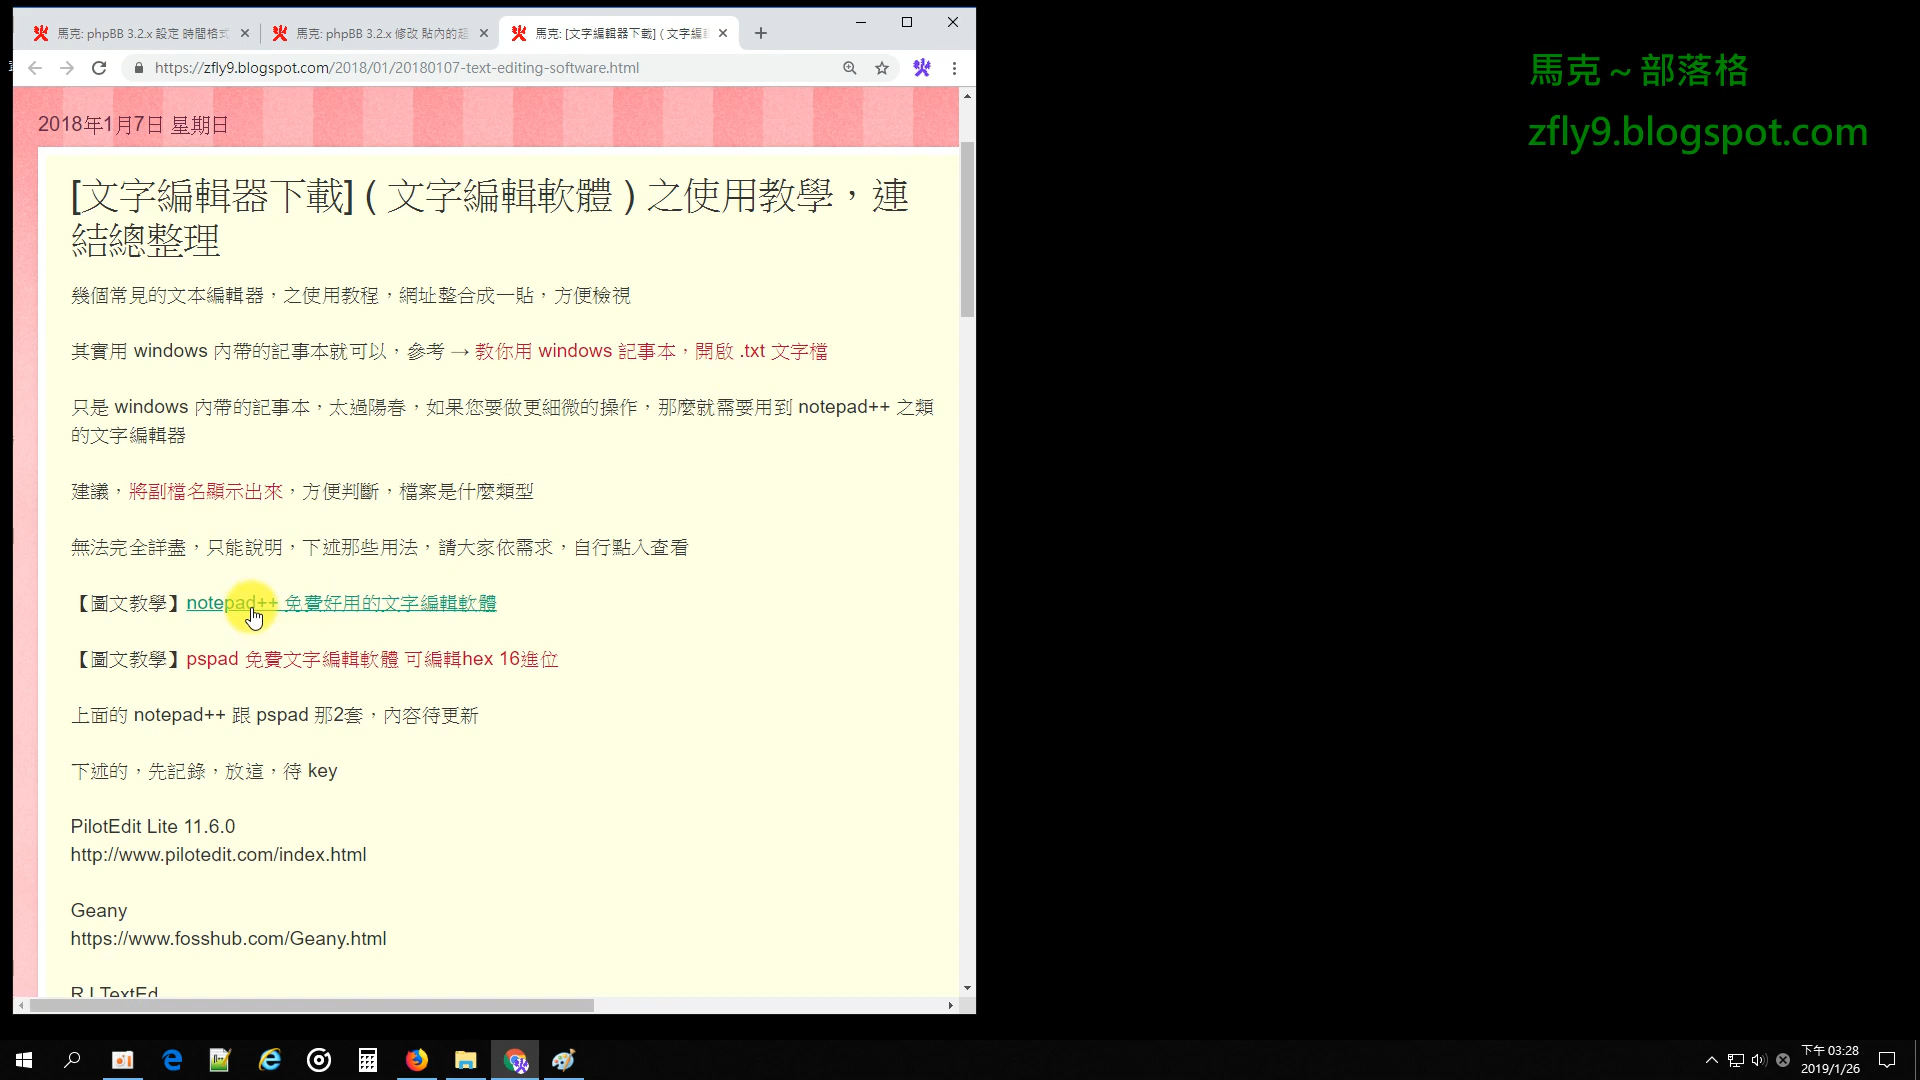 馬克: phpBB 3.2.x 設定 時間格式
馬克: phpBB 3.2.x 修改 貼內的超
馬克: [文字編輯器下載] ( 文字編輯
https://zfly9.blogspot.com/2018/01/20180107-text-editing-software.html
馬克～部落格
zfly9.blogspot.com
2018年1月7日 星期日
[文字編輯器下載] ( 文字編輯軟體 ) 之使用教學，連
結總整理
幾個常見的文本編輯器，之使用教程，網址整合成一貼，方便檢視
其實用 windows 內帶的記事本就可以，參考 → 教你用 windows 記事本，開啟 .txt 文字檔
只是 windows 內帶的記事本，太過陽春，如果您要做更細微的操作，那麼就需要用到 notepad++ 之類
的文字編輯器
建議，將副檔名顯示出來，方便判斷，檔案是什麼類型
無法完全詳盡，只能說明，下述那些用法，請大家依需求，自行點入查看
【圖文教學】notepad++ 免費好用的文字編輯軟體
【圖文教學】pspad 免費文字編輯軟體 可編輯hex 16進位
上面的 notepad++ 跟 pspad 那2套，內容待更新
下述的，先記錄，放這，待 key
PilotEdit Lite 11.6.0
http://www.pilotedit.com/index.html
Geany
https://www.fosshub.com/Geany.html
RJ TextEd
下午 03:28
2019/1/26